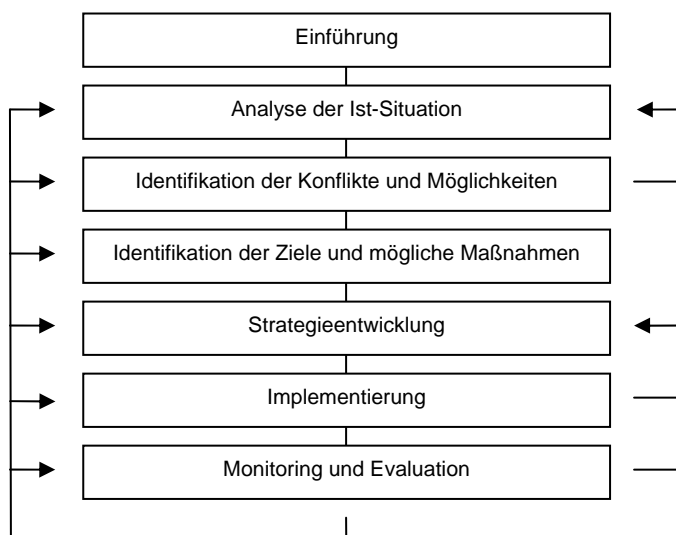 Einführung
Analyse der Ist-Situation
Identifikation der Konflikte und Möglichkeiten
Identifikation der Ziele und mögliche Maßnahmen
Strategieentwicklung
Implementierung
Monitoring und Evaluation